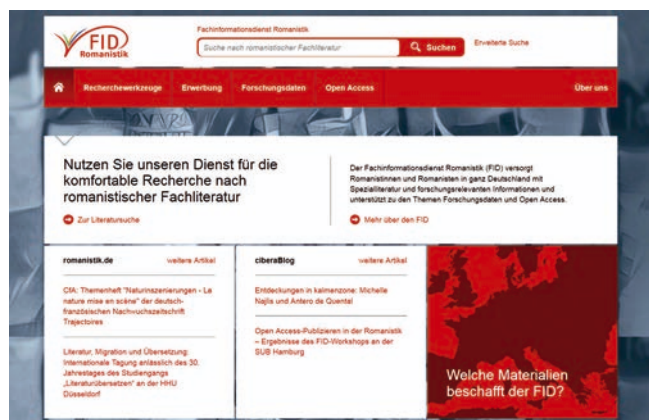 FID
Romanistik
Fachinformationsdienst Romanistik
Suche nach romanistischer Fachliteratur
Suchen
Erweiterte Suche
Recherchewerkzeuge
Erwerbung
Forschungsdaten
Open Access
Über uns
Nutzen Sie unseren Dienst für die
komfortable Recherche nach
romanistischer Fachliteratur
Zur Literatursuche
Der Fachinformationsdienst Romanistik (FID) versorgt
Romanistinnen und Romanisten in ganz Deutschland mit
Spezialliteratur und forschungsrelevanten Informationen und
unterstützt zu den Themen Forschungsdaten und Open Access.
Mehr über den FID
romanistik.de
weitere Artikel
CfA: Themenheft "Naturinszenierungen - La
nature mise en scène" der deutsch-
französischen Nachwuchszeitschrift
Trajectoires
Literatur, Migration und Übersetzung:
Internationale Tagung anlässlich des 30.
Jahrestages des Studiengangs
„Literaturübersetzen" an der HHU
Düsseldorf
ciberaBlog
weitere Artikel
Entdeckungen in kalmenzone: Michelle
Najlis und Antero de Quental
Open Access-Publizieren in der Romanistik
– Ergebnisse des FID-Workshops an der
SUB Hamburg
Welche Materialien
beschafft der FID?